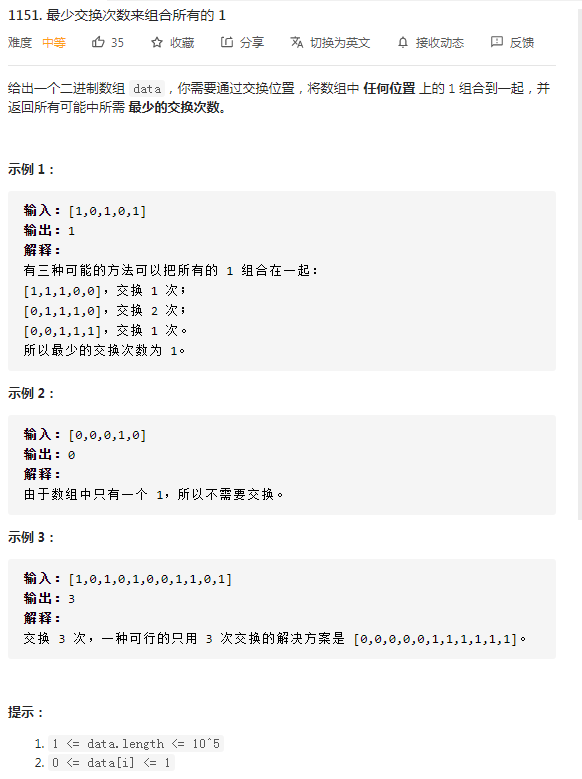 1151. 最少交换次数来组合所有的 1
难度 中等 35 收藏 分享 切换为英文 接收动态 反馈
给出一个二进制数组 data，你需要通过交换位置，将数组中 任何位置 上的 1 组合到一起，并
返回所有可能中所需 最少的交换次数。
示例 1：
输入：[1,0,1,0,1]
输出：1
解释：
有三种可能的方法可以把所有的 1 组合在一起：
[1,1,1,0,0]，交换 1 次；
[0,1,1,1,0]，交换 2 次；
[0,0,1,1,1]，交换 1 次。
所以最少的交换次数为 1。
示例 2：
输入：[0,0,0,1,0]
输出：0
解释：
由于数组中只有一个 1，所以不需要交换。
示例 3：
输入：[1,0,1,0,1,0,0,1,1,0,1]
输出：3
解释：
交换 3 次，一种可行的只用 3 次交换的解决方案是 [0,0,0,0,0,1,1,1,1,1,1]。
提示：
1. 1 <= data.length <= 10^5
2. 0 <= data[i] <= 1